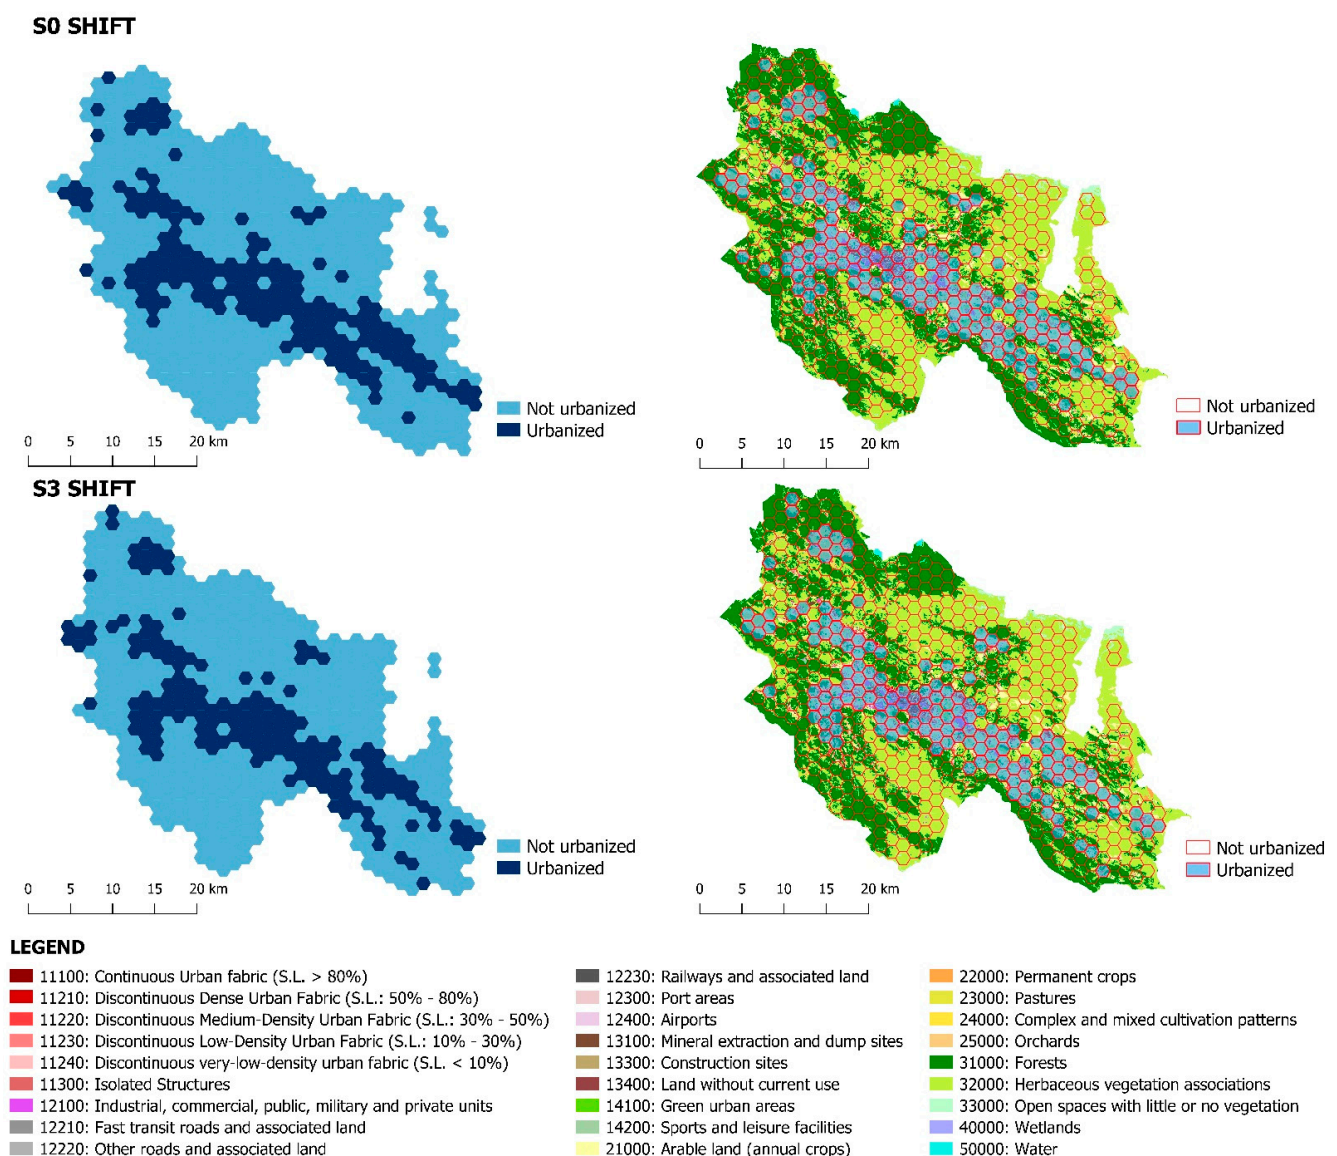 S0 SHIFT
Not urbanized
Urbanized
0 5 10 15 20 km
Not urbanized
Urbanized
0 5 10 15 20 km
S3 SHIFT
Not urbanized
Urbanized
0 5 10 15 20 km
Not urbanized
Urbanized
0 5 10 15 20 km
LEGEND
11100: Continuous Urban fabric (S.L. > 80%)
11210: Discontinuous Dense Urban Fabric (S.L.: 50% - 80%)
11220: Discontinuous Medium-Density Urban Fabric (S.L.: 30% - 50%)
11230: Discontinuous Low-Density Urban Fabric (S.L.: 10% - 30%)
11240: Discontinuous very-low-density urban fabric (S.L. < 10%)
11300: Isolated Structures
12100: Industrial, commercial, public, military and private units
12210: Fast transit roads and associated land
12220: Other roads and associated land
12230: Railways and associated land
12300: Port areas
12400: Airports
13100: Mineral extraction and dump sites
13300: Construction sites
13400: Land without current use
14100: Green urban areas
14200: Sports and leisure facilities
21000: Arable land (annual crops)
22000: Permanent crops
23000: Pastures
24000: Complex and mixed cultivation patterns
25000: Orchards
31000: Forests
32000: Herbaceous vegetation associations
33000: Open spaces with little or no vegetation
40000: Wetlands
50000: Water